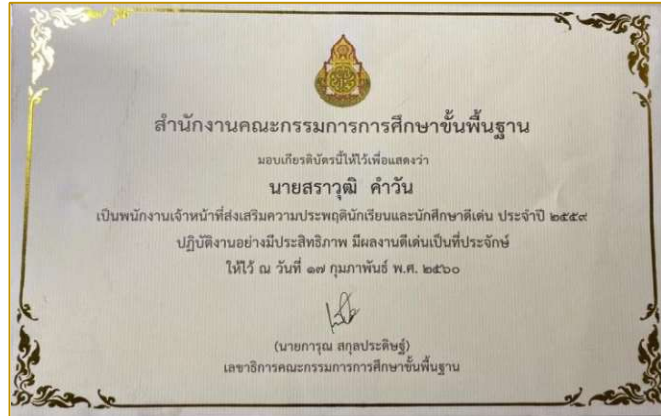 สำนักงานคณะกรรมการการศึกษาขั้นพื้นฐาน
มอบเกียรติบัตรนี้ให้ไว้เพื่อแสดงว่า
นายสราวุฒิ คำวัน
เป็นพนักงานเจ้าหน้าที่ส่งเสริมความประพฤตินักเรียนและนักศึกษาดีเด่น ประจำปี ๒๕๕๙
ปฏิบัติงานอย่างมีประสิทธิภาพ มีผลงานดีเด่นเป็นที่ประจักษ์
ให้ไว้ ณ วันที่ ๑๗ กุมภาพันธ์ พ.ศ. ๒๕๖๐
(นายการุณ สกุลประดิษฐ์)
เลขาธิการคณะกรรมการการศึกษาขั้นพื้นฐาน